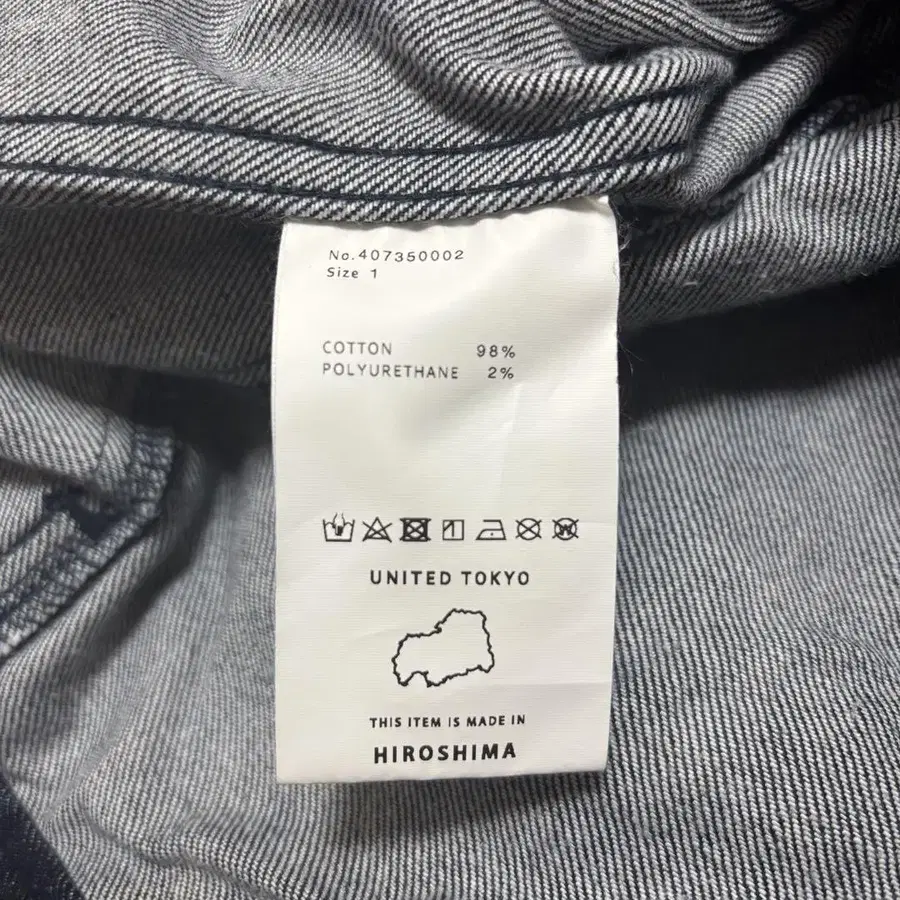 No.407350002
Size 1
COTTON 98%
POLYURETHANE 2%
UNITED TOKYO
THIS ITEM IS MADE IN
HIROSHIMA